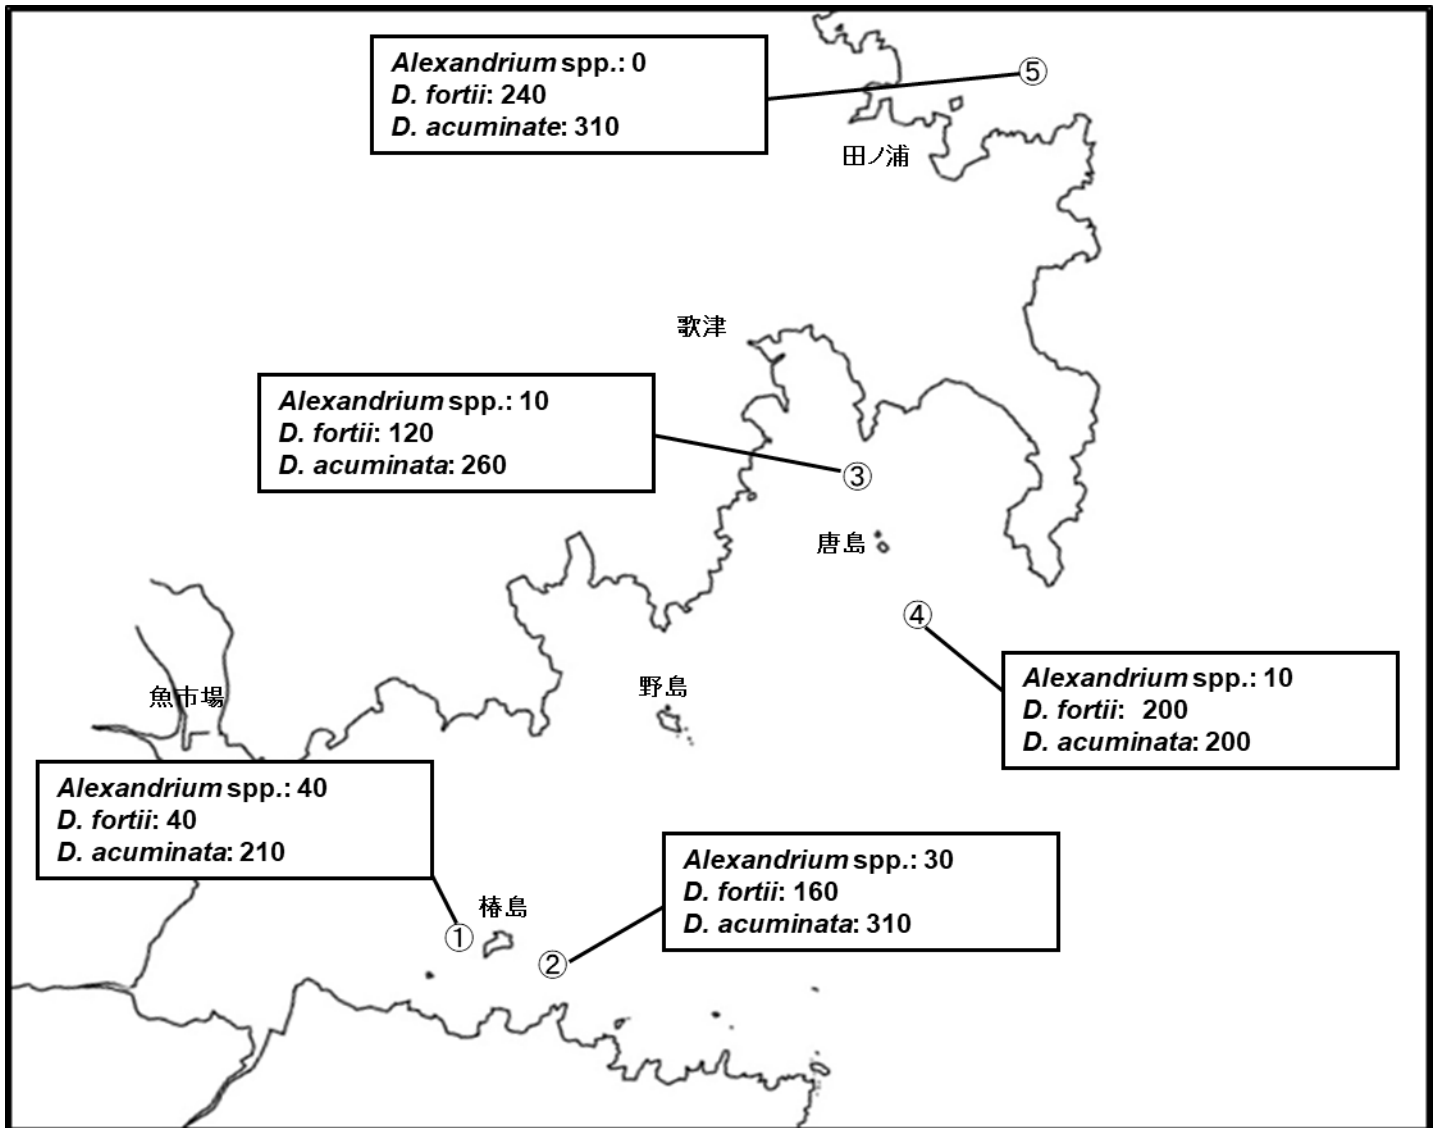 Alexandrium spp.: 0
D. fortii: 240
D. acuminate: 310
⑤
田ノ浦
歌津
Alexandrium spp.: 10
D. fortii: 120
D. acuminata: 260
③
唐島
④
Alexandrium spp.: 10
D. fortii: 200
D. acuminata: 200
野島
魚市場
Alexandrium spp.: 40
D. fortii: 40
D. acuminata: 210
Alexandrium spp.: 30
D. fortii: 160
D. acuminata: 310
椿島
①
②